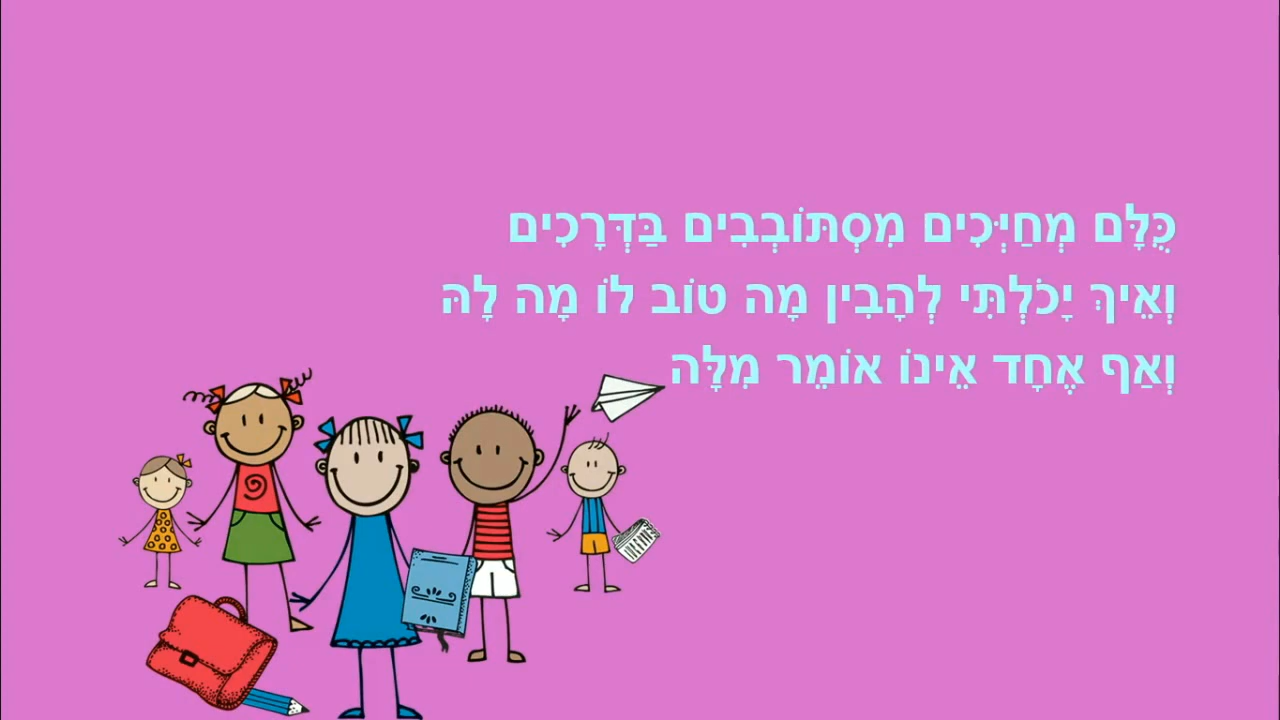 כֻּלָּם מְחַיְּכִים מִסְתּוֹבְבִים בַּדְּרָכִים
וְאֵיךְ יָכֹלְתִּי לְהָבִין מָה טוֹב לוֹ מָה לָהּ
וְאַף אֶחָד אֵינוֹ אוֹמֵר מִלָּה